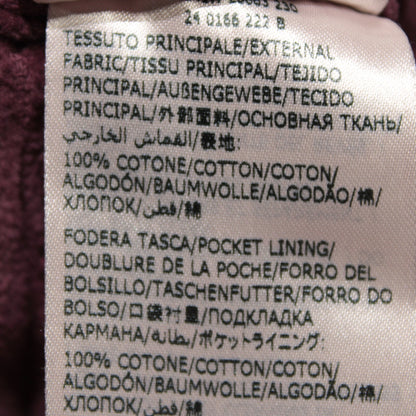 24 0166 222 B
TESSUTO PRINCIPALE/EXTERNAL
FABRIC/TISSU PRINCIPAL/TEJIDO
PRINCIPAL/AUßENGEWEBE/TECIDO
PRINCIPAL/外部面料/ОСНОВНАЯ ТКАНЬ/
القماش الخارجي/表地:
100% COTONE/COTTON/COTON/
ALGODÓN/BAUMWOLLE/ALGODÃO/棉/
ХЛОПОК/قطن/綿
FODERA TASCA/POCKET LINING/
DOUBLURE DE LA POCHE/FORRO DEL
BOLSILLO/TASCHENFUTTER/FORRO DO
BOLSO/口袋衬里/ПОДКЛАДКА
КАРМАНА/بطانة/ポケットライニング:
100% COTONE/COTTON/COTON/
ALGODÓN/BAUMWOLLE/ALGODÃO/棉/
ХЛОПОК/قطن/綿